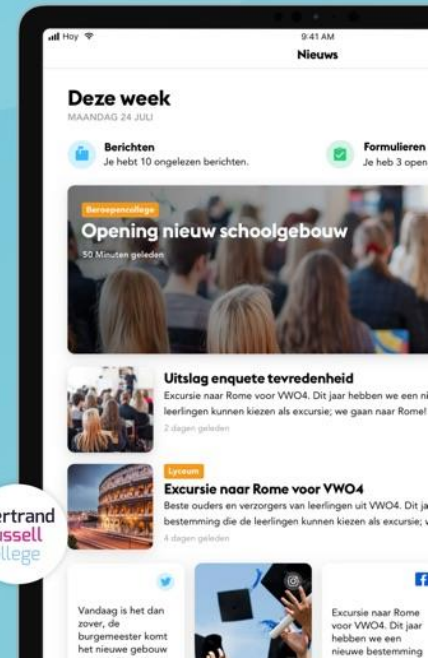 Hoy
9:41 AM
Nieuws
Deze week
MAANDAG 24 JULI
Berichten
Je hebt 10 ongelezen berichten.
Formulieren
Je heb 3 open
Beroepencollege
Opening nieuw schoolgebouw
50 Minuten geleden
Uitslag enquete tevredenheid
Excursie naar Rome voor VWO4. Dit jaar hebben we een ni
leerlingen kunnen kiezen als excursie; we gaan naar Rome!
2 dagen geleden
Lyceum
Excursie naar Rome voor VWO4
Beste ouders en verzorgers van leerlingen uit VWO4. Dit ja
bestemming die de leerlingen kunnen kiezen als excursie; v
4 dagen geleden
ertrand
ussell
llege
Vandaag is het dan
zover, de
burgemeester komt
het nieuwe gebouw
Excursie naar Rome
voor VWO4. Dit jaar
hebben we een
nieuwe bestemming